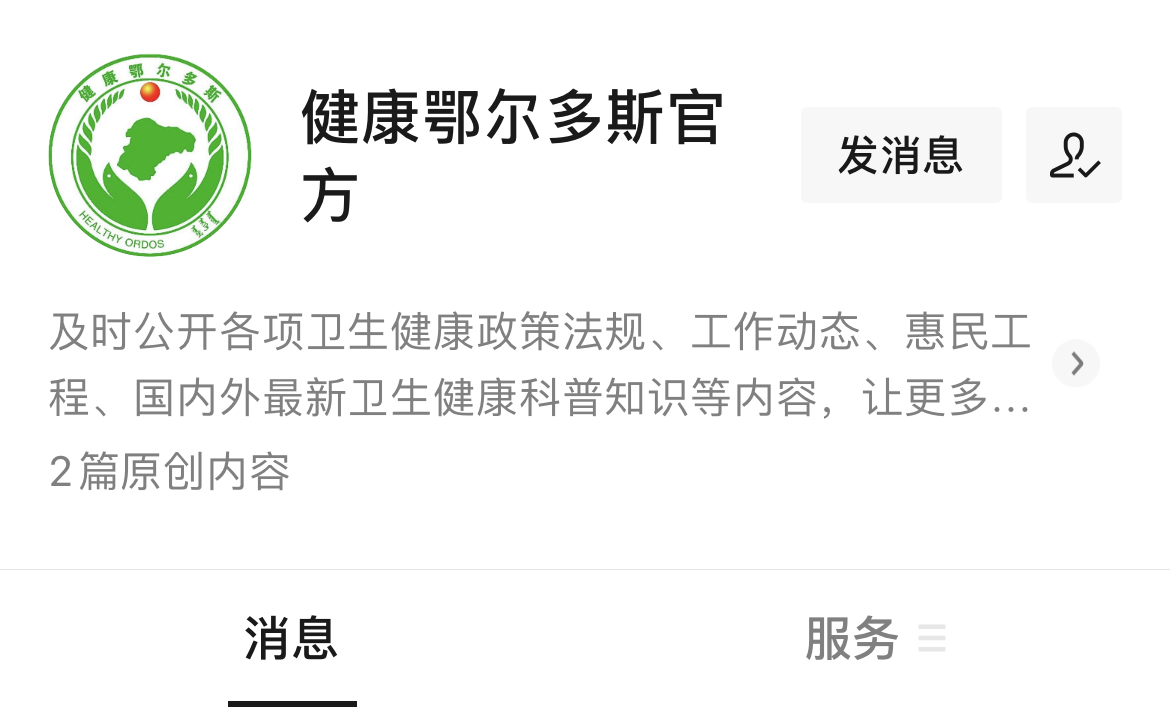 健康鄂尔多斯
HEALTHY ORDOS
健康鄂尔多斯官
方
发消息
及时公开各项卫生健康政策法规、工作动态、惠民工
程、国内外最新卫生健康科普知识等内容，让更多...
2篇原创内容
消息
服务